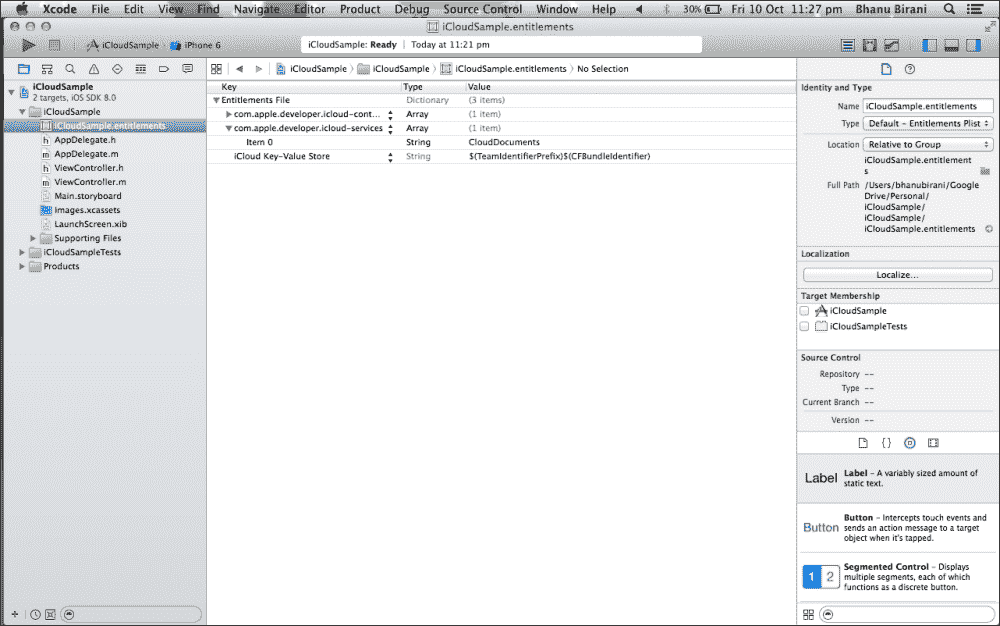 Xcode File Edit View Find Navigate Editor Product Debug Source Control Window Help 30% Fri 10 Oct 11:27 pm Bhanu Birani
iCloudSample.entitlements
iCloudSample iPhone 6 iCloudSample: Ready Today at 11:21 pm
iCloudSample iCloudSample iCloudSample.entitlements No Selection
iCloudSample
2 targets, iOS SDK 8.0
iCloudSample
iCloudSample.entitlements
AppDelegate.h
AppDelegate.m
ViewController.h
ViewController.m
Main.storyboard
Images.xcassets
LaunchScreen.xib
Supporting Files
iCloudSampleTests
Products
Key Type Value
Entitlements File Dictionary (3 items)
com.apple.developer.icloud-cont... Array (1 item)
com.apple.developer.icloud-services Array (1 item)
Item 0 String CloudDocuments
iCloud Key-Value Store String $(TeamIdentifierPrefix)$(CFBundleIdentifier)
Identity and Type
Name iCloudSample.entitlements
Type Default - Entitlements Plist
Location Relative to Group
iCloudSample.entitlement
s
Full Path /Users/bhanubirani/Google
Drive/Personal/
iCloudSample/
iCloudSample/
iCloudSample.entitlements
Localization
Localize...
Target Membership
iCloudSample
iCloudSampleTests
Source Control
Repository --
Type --
Current Branch --
Version --
Label Label - A variably sized amount of
static text.
Button Button - Intercepts touch events and
sends an action message to a target
object when it's tapped.
1 2 Segmented Control - Displays
multiple segments, each of which
functions as a discrete button.